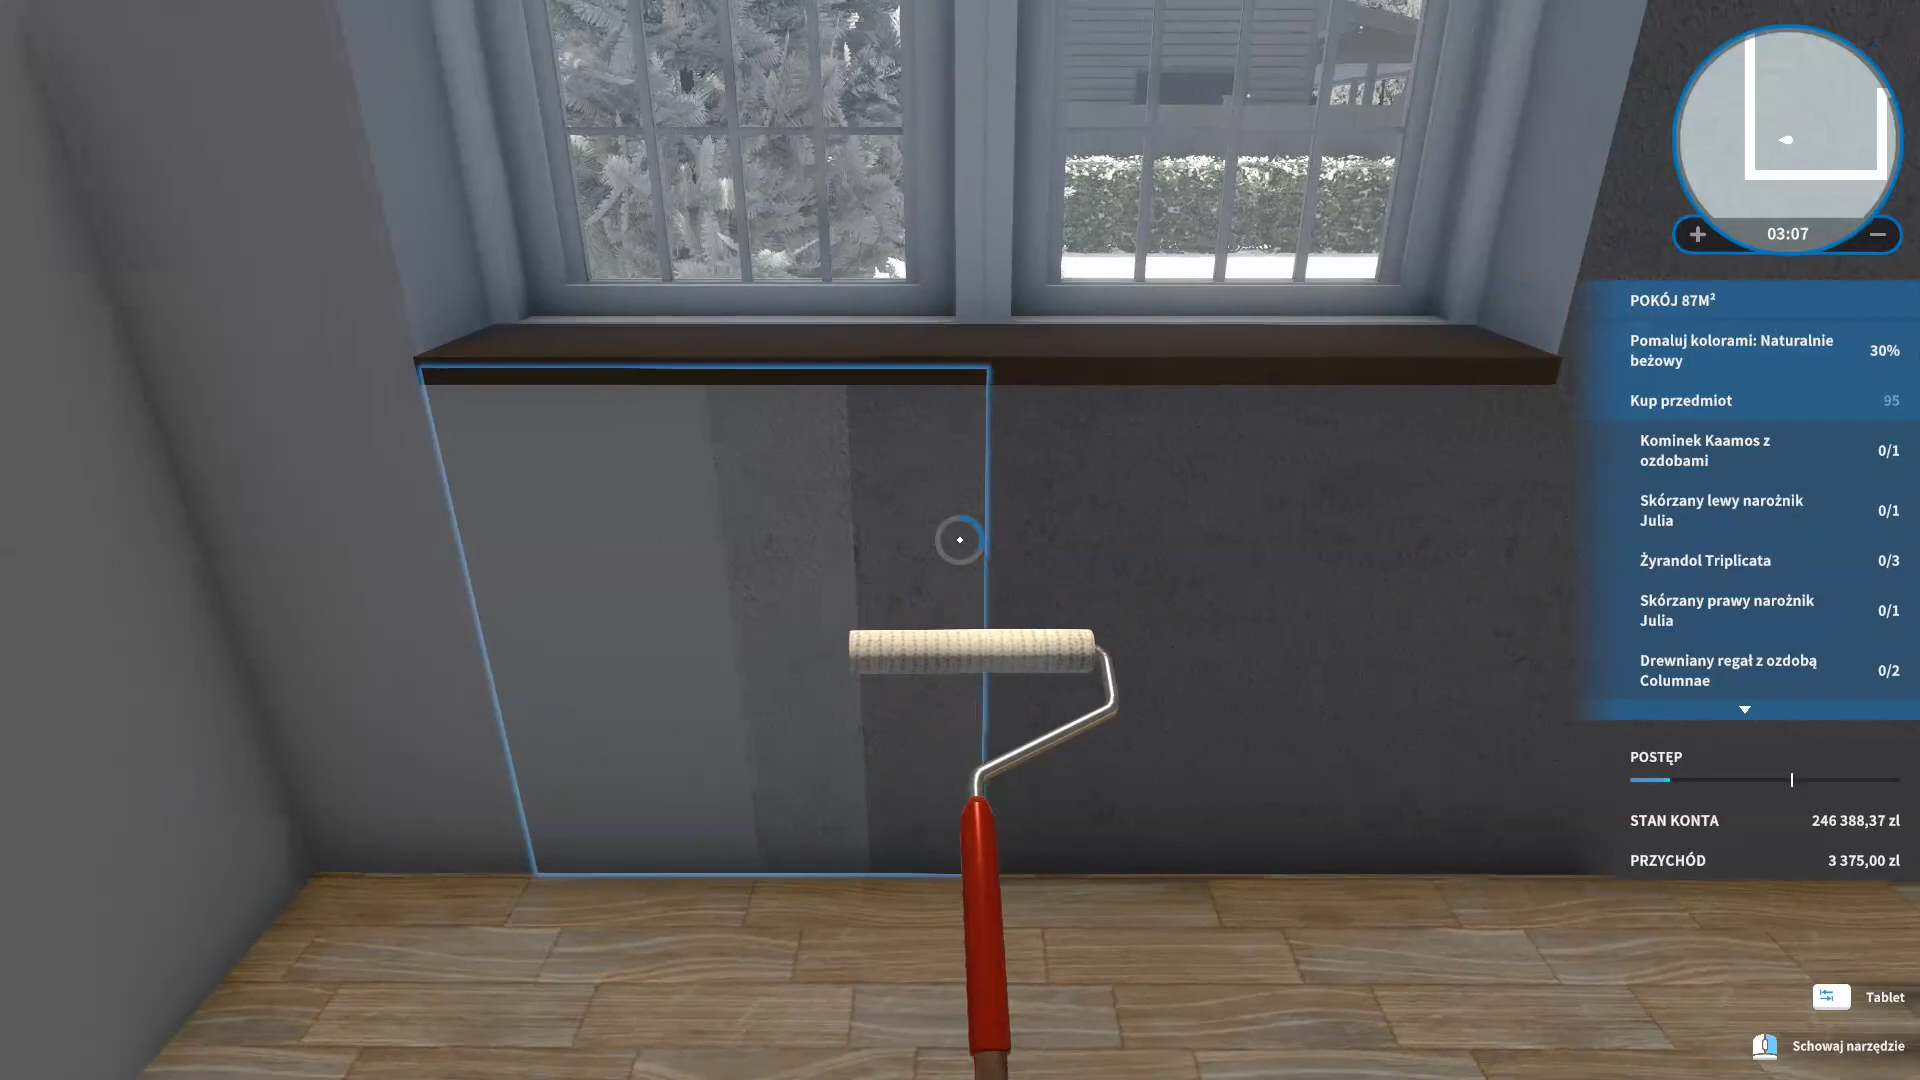 03:07
POKÓJ 87M²
Pomaluj kolorami: Naturalnie
beżowy
30%
Kup przedmiot 95
Kominek Kaamos z
ozdobami
0/1
Skórzany lewy narożnik
Julia
0/1
Żyrandol Triplicata 0/3
Skórzany prawy narożnik
Julia
0/1
Drewniany regał z ozdobą
Columnae
0/2
POSTĘP
STAN KONTA 246 388,37 zl
PRZYCHÓD 3 375,00 zl
Tablet
Schowaj narzędzie